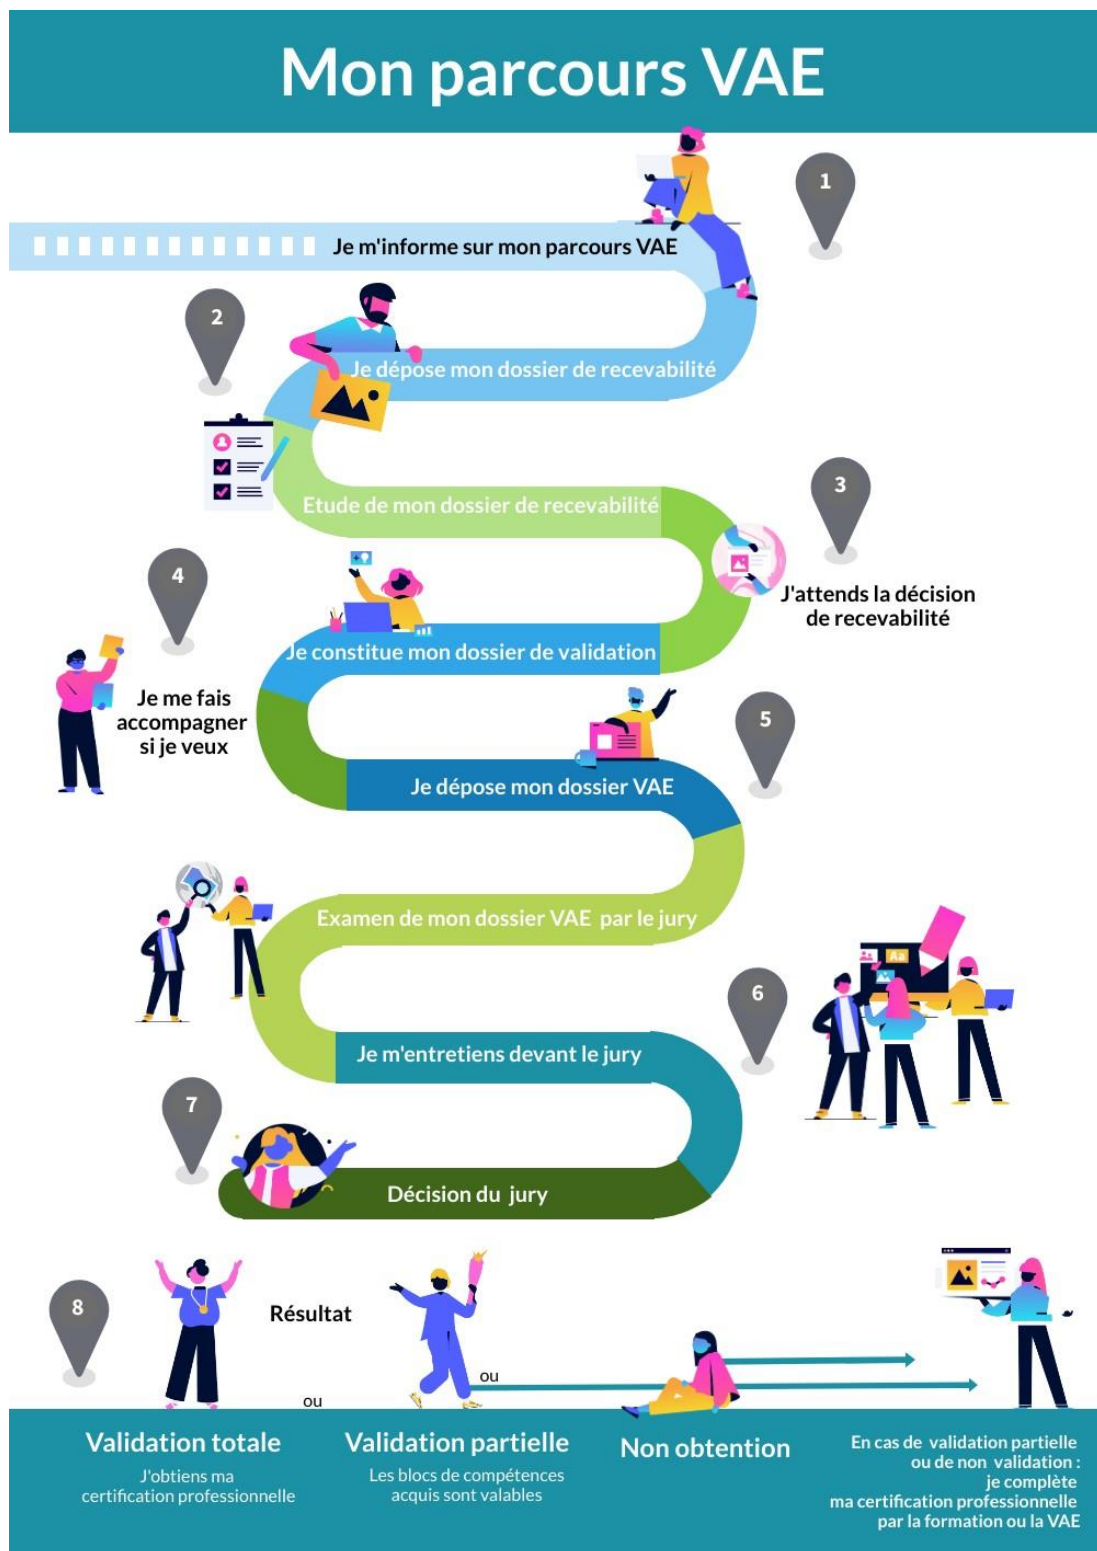 Mon parcours VAE
1
Je m'informe sur mon parcours VAE
2
Je dépose mon dossier de recevabilité
Etude de mon dossier de recevabilité
3
J'attends la décision
de recevabilité
4
Je constitue mon dossier de validation
Je me fais
accompagner
si je veux
5
Je dépose mon dossier VAE
Examen de mon dossier VAE par le jury
Aa
6
Je m'entretiens devant le jury
7
Décision du jury
8
Résultat
ou
ou
Validation totale
J'obtiens ma
certification professionnelle
Validation partielle
Les blocs de compétences
acquis sont valables
Non obtention
En cas de validation partielle
ou de non validation :
je complète
ma certification professionnelle
par la formation ou la VAE